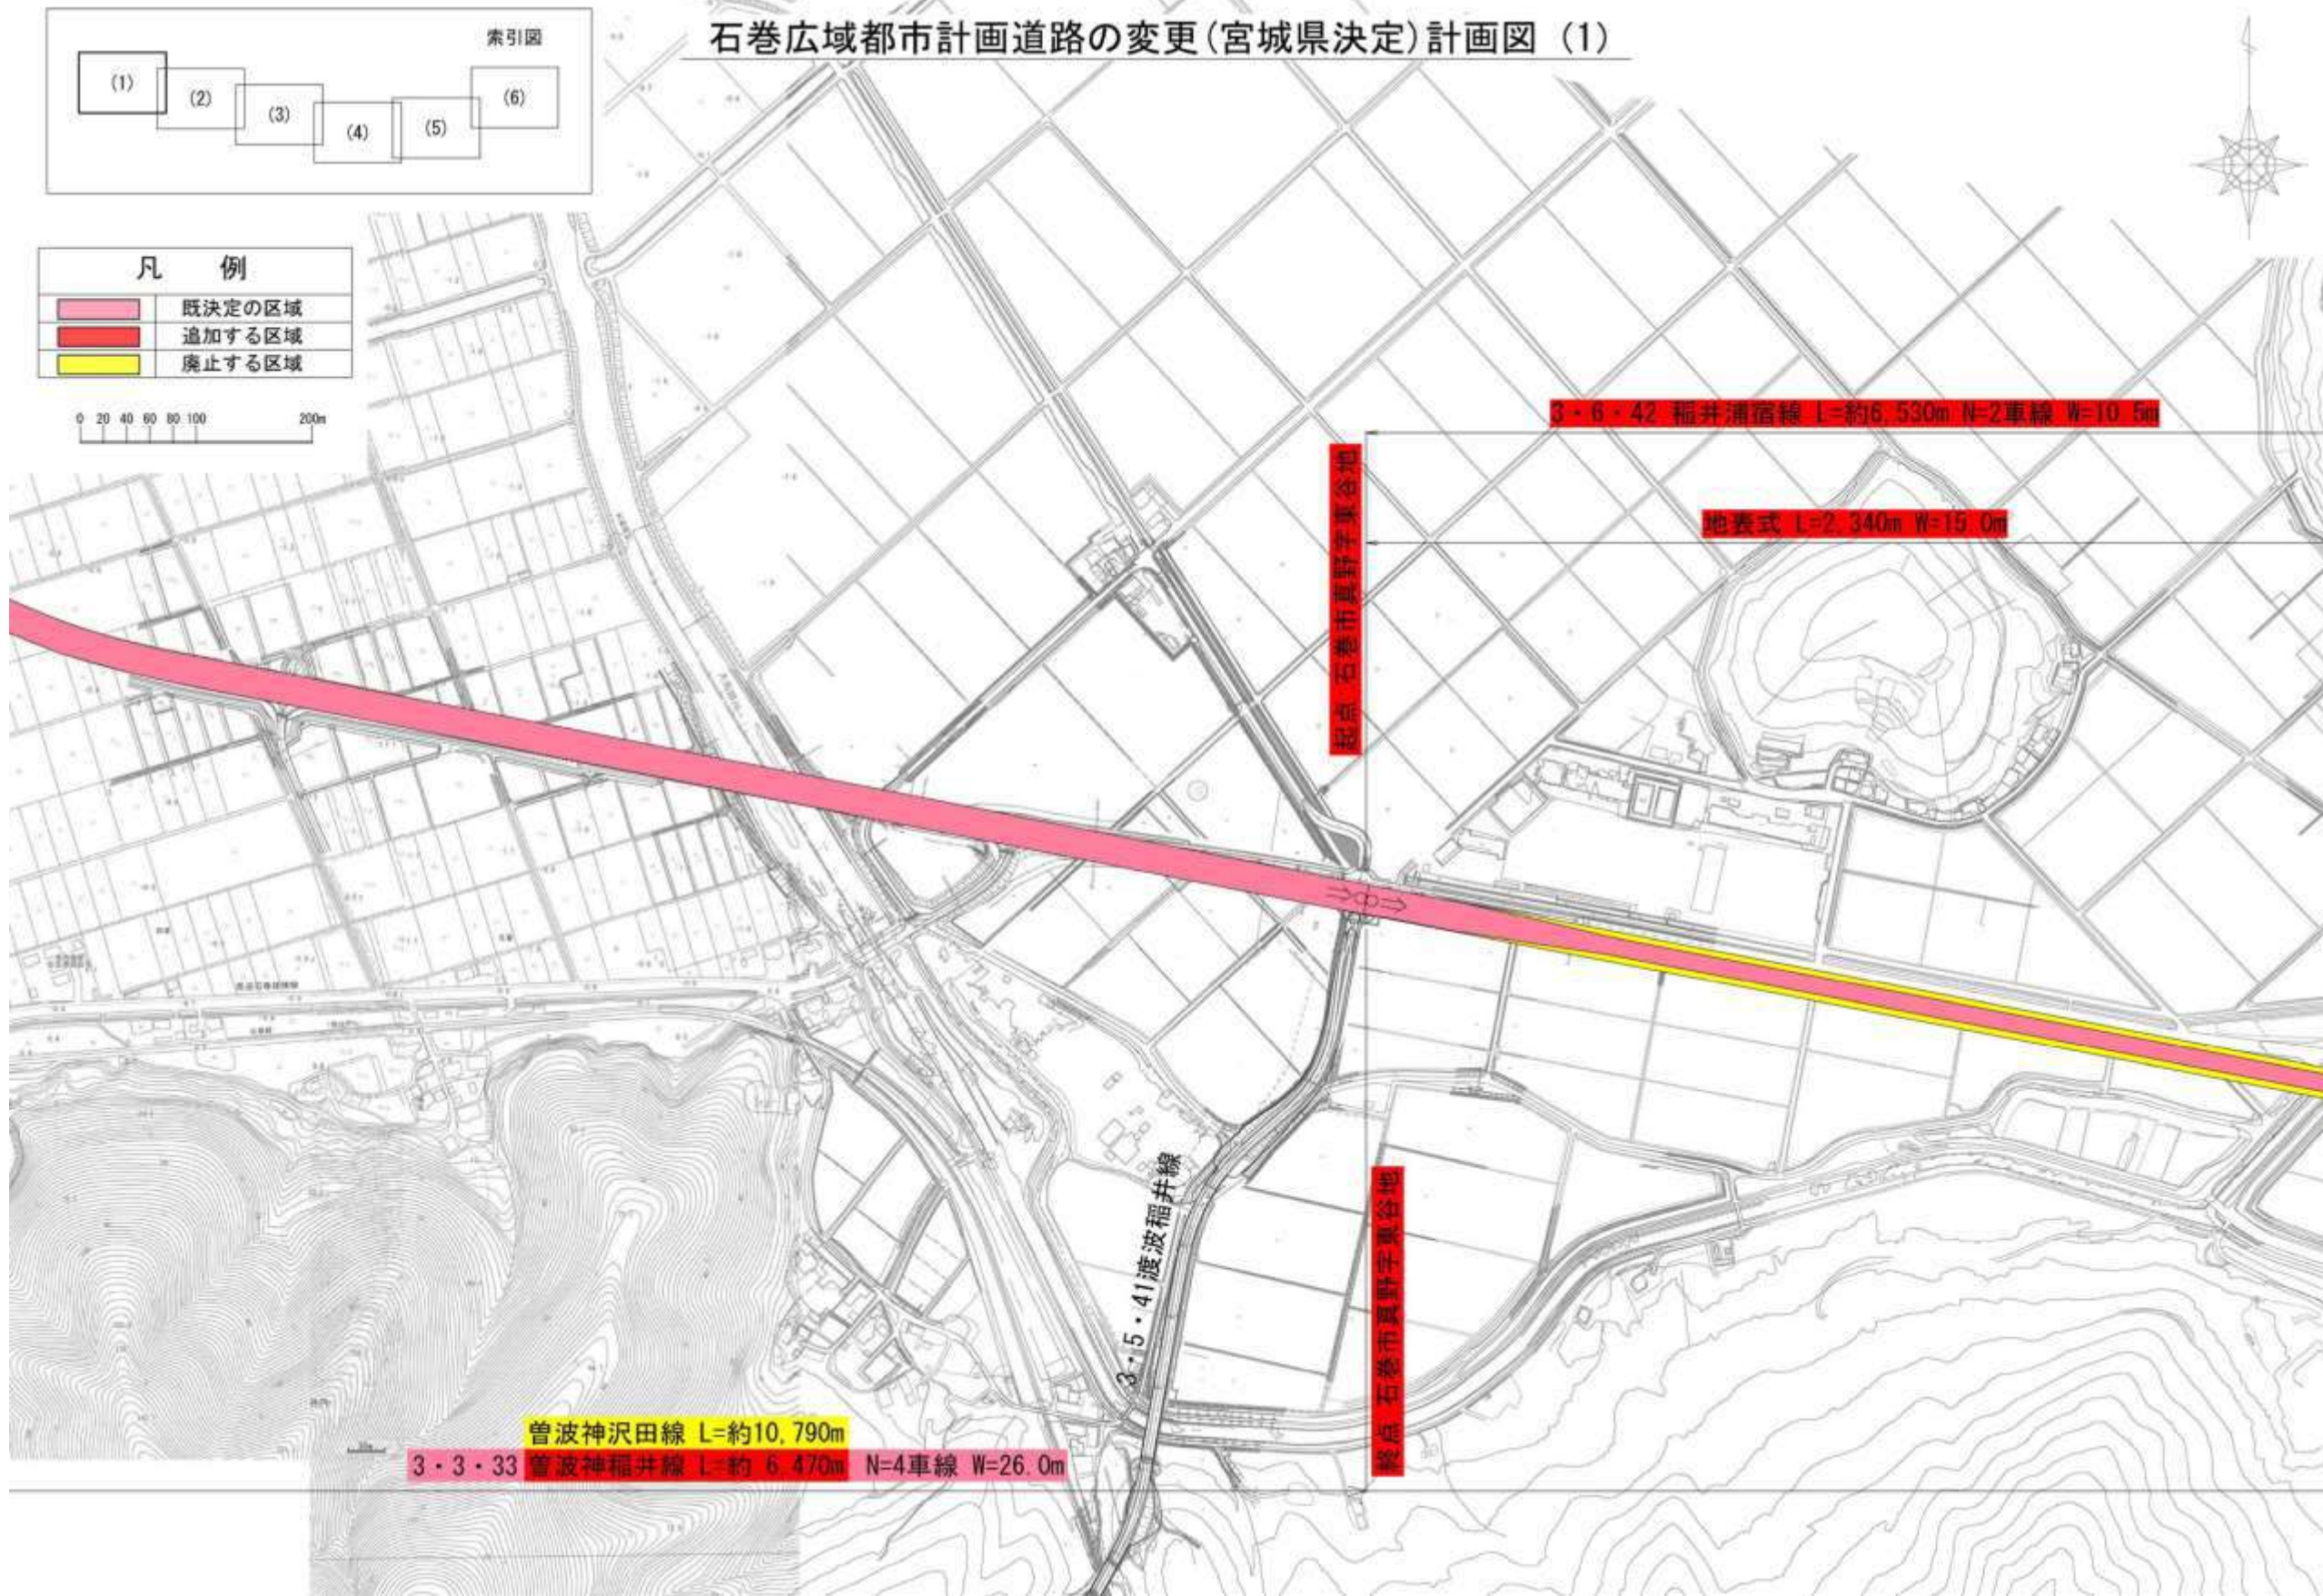 石巻広域都市計画道路の変更(宮城県決定)計画図 (1)
索引図
(1)
(2)
(3)
(4)
(5)
(6)
凡 例
既決定の区域
追加する区域
廃止する区域
0 20 40 60 80 100 200m
3・6・42 稲井浦宿線 L=約6,530m N=2車線 W=10.5m
地表式 L=2,340m W=15.0m
起点 石巻市真野字東谷地
3・5・41渡波稲井線
終点 石巻市真野字東谷地
曽波神沢田線 L=約10,790m
3・3・33 曽波神稲井線 L=約 6,470m N=4車線 W=26.0m